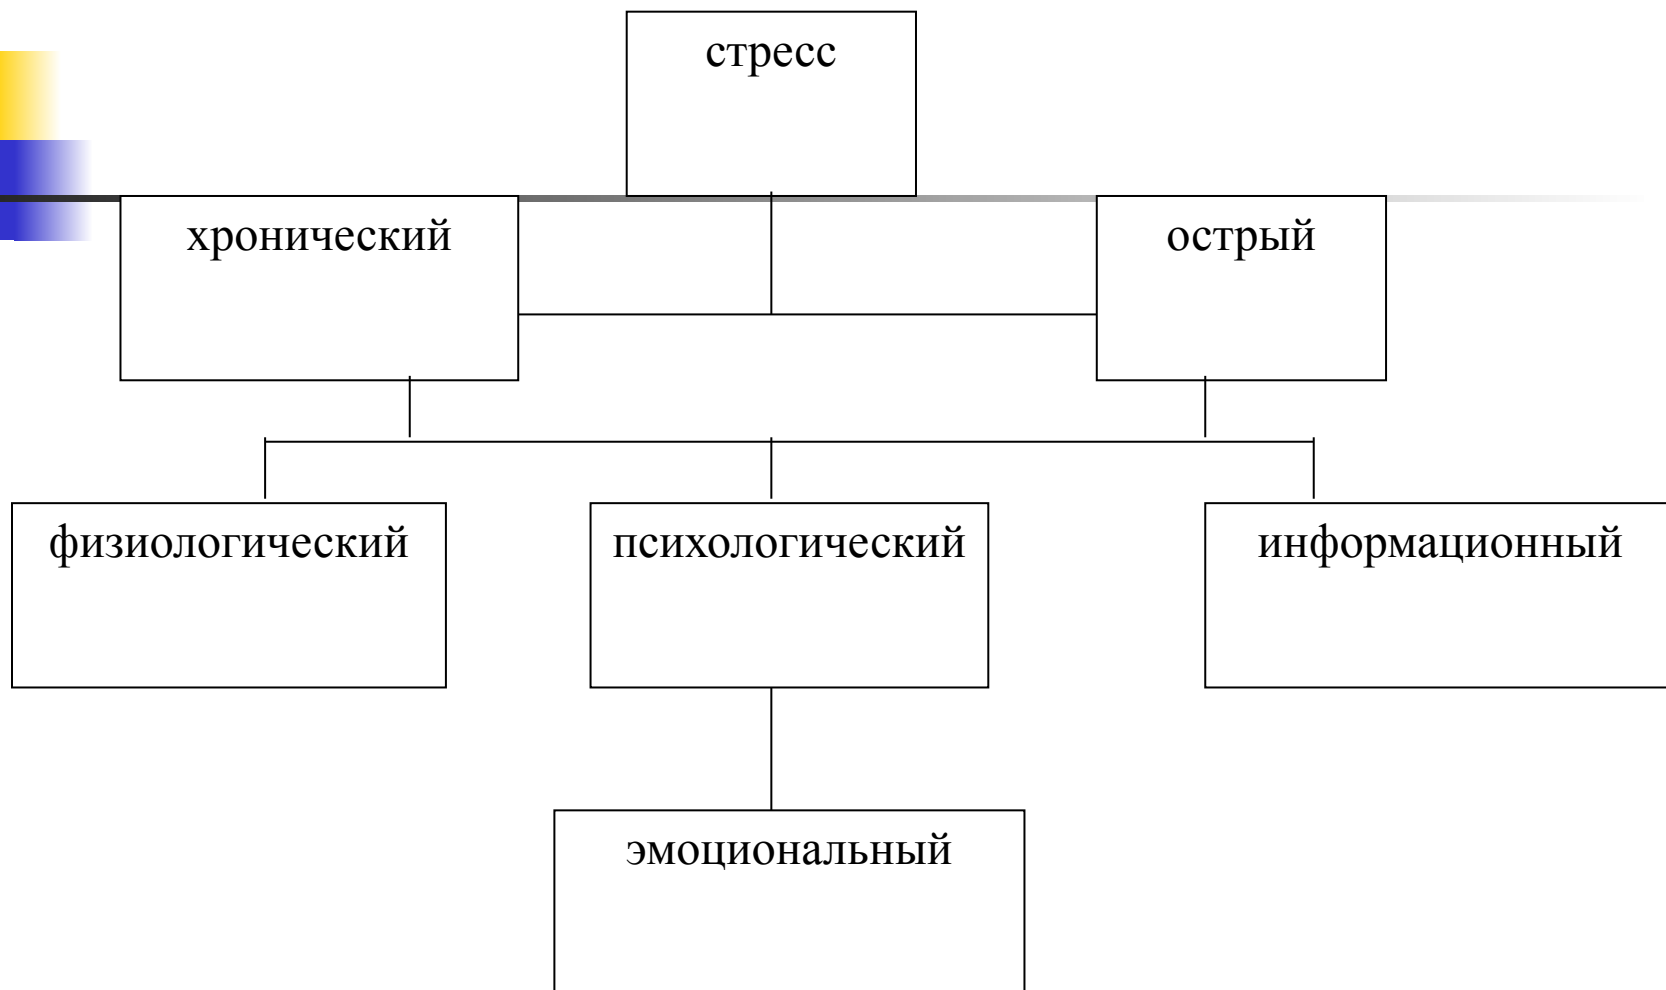 стресс
хронический
острый
физиологический
психологический
информационный
эмоциональный